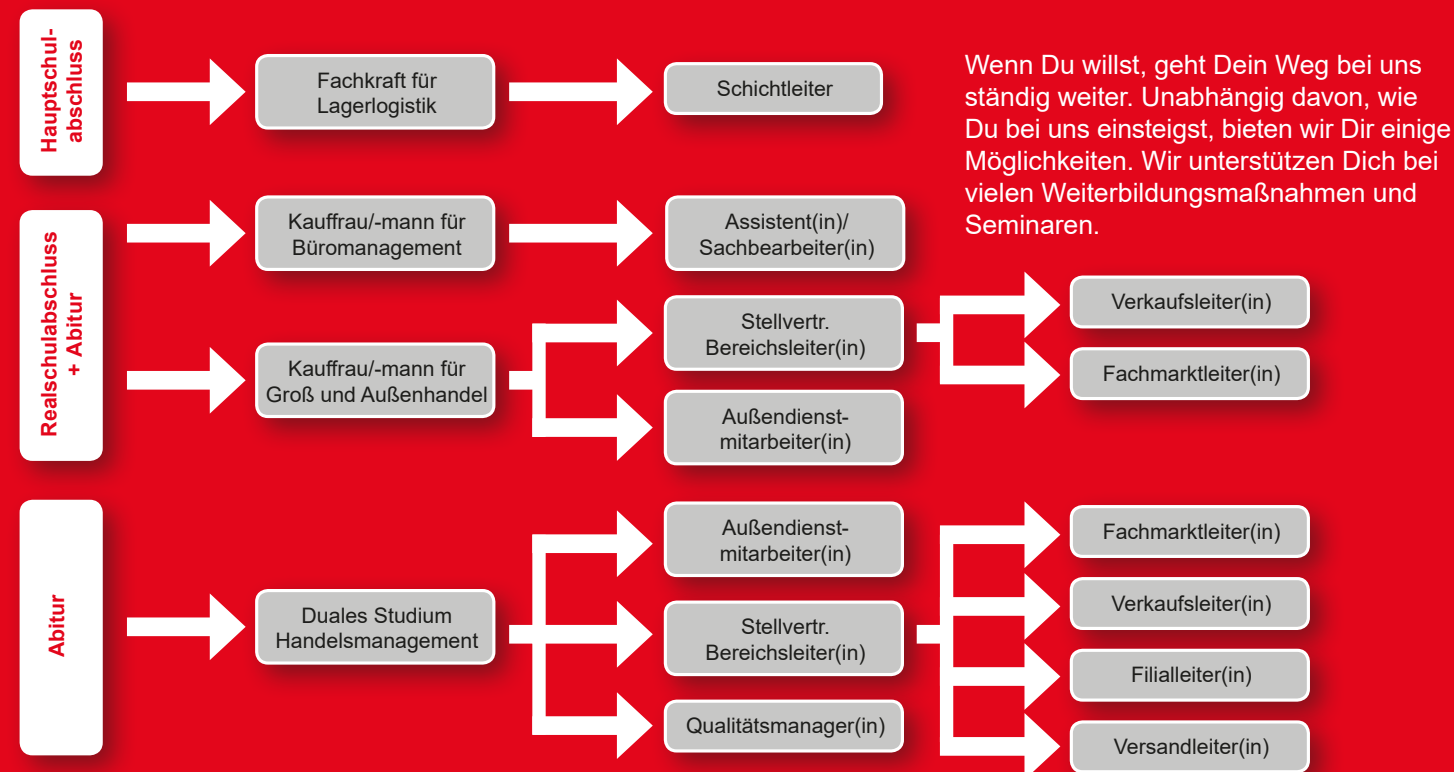 Hauptschul-
abschluss
Fachkraft für
Lagerlogistik
Schichtleiter
Wenn Du willst, geht Dein Weg bei uns
ständig weiter. Unabhängig davon, wie
Du bei uns einsteigst, bieten wir Dir einige
Möglichkeiten. Wir unterstützen Dich bei
vielen Weiterbildungsmaßnahmen und
Seminaren.
Realschulabschluss
+ Abitur
Kauffrau/-mann für
Büromanagement
Assistent(in)/
Sachbearbeiter(in)
Kauffrau/-mann für
Groß und Außenhandel
Stellvertr.
Bereichsleiter(in)
Verkaufsleiter(in)
Fachmarktleiter(in)
Außendienst-
mitarbeiter(in)
Abitur
Duales Studium
Handelsmanagement
Außendienst-
mitarbeiter(in)
Stellvertr.
Bereichsleiter(in)
Qualitätsmanager(in)
Fachmarktleiter(in)
Verkaufsleiter(in)
Filialleiter(in)
Versandleiter(in)